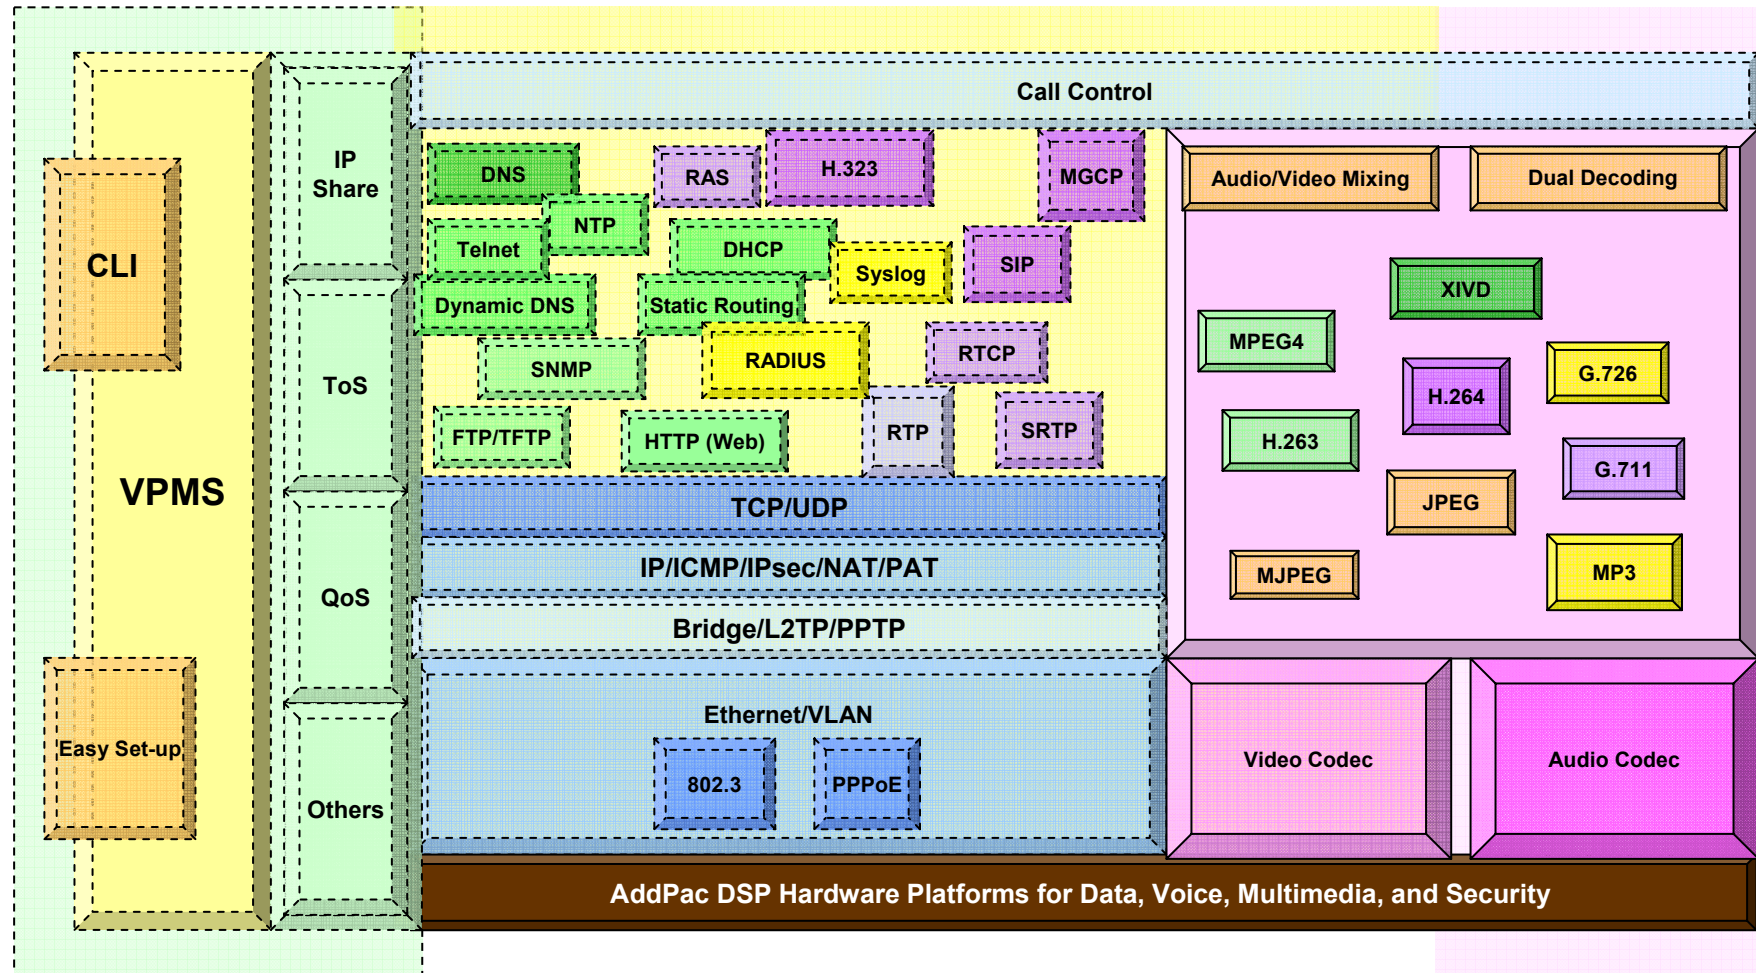 Call Control
IP
Share
CLI
VPMS
ToS
QoS
Others
Easy Set-up
DNS
RAS
H.323
MGCP
NTP
Telnet
DHCP
Syslog
SIP
Dynamic DNS
Static Routing
SNMP
RADIUS
RTCP
FTP/TFTP
HTTP (Web)
RTP
SRTP
TCP/UDP
IP/ICMP/IPsec/NAT/PAT
Bridge/L2TP/PPTP
Ethernet/VLAN
802.3
PPPoE
Audio/Video Mixing
Dual Decoding
XIVD
MPEG4
G.726
H.264
H.263
G.711
JPEG
MJPEG
MP3
Video Codec
Audio Codec
AddPac DSP Hardware Platforms for Data, Voice, Multimedia, and Security